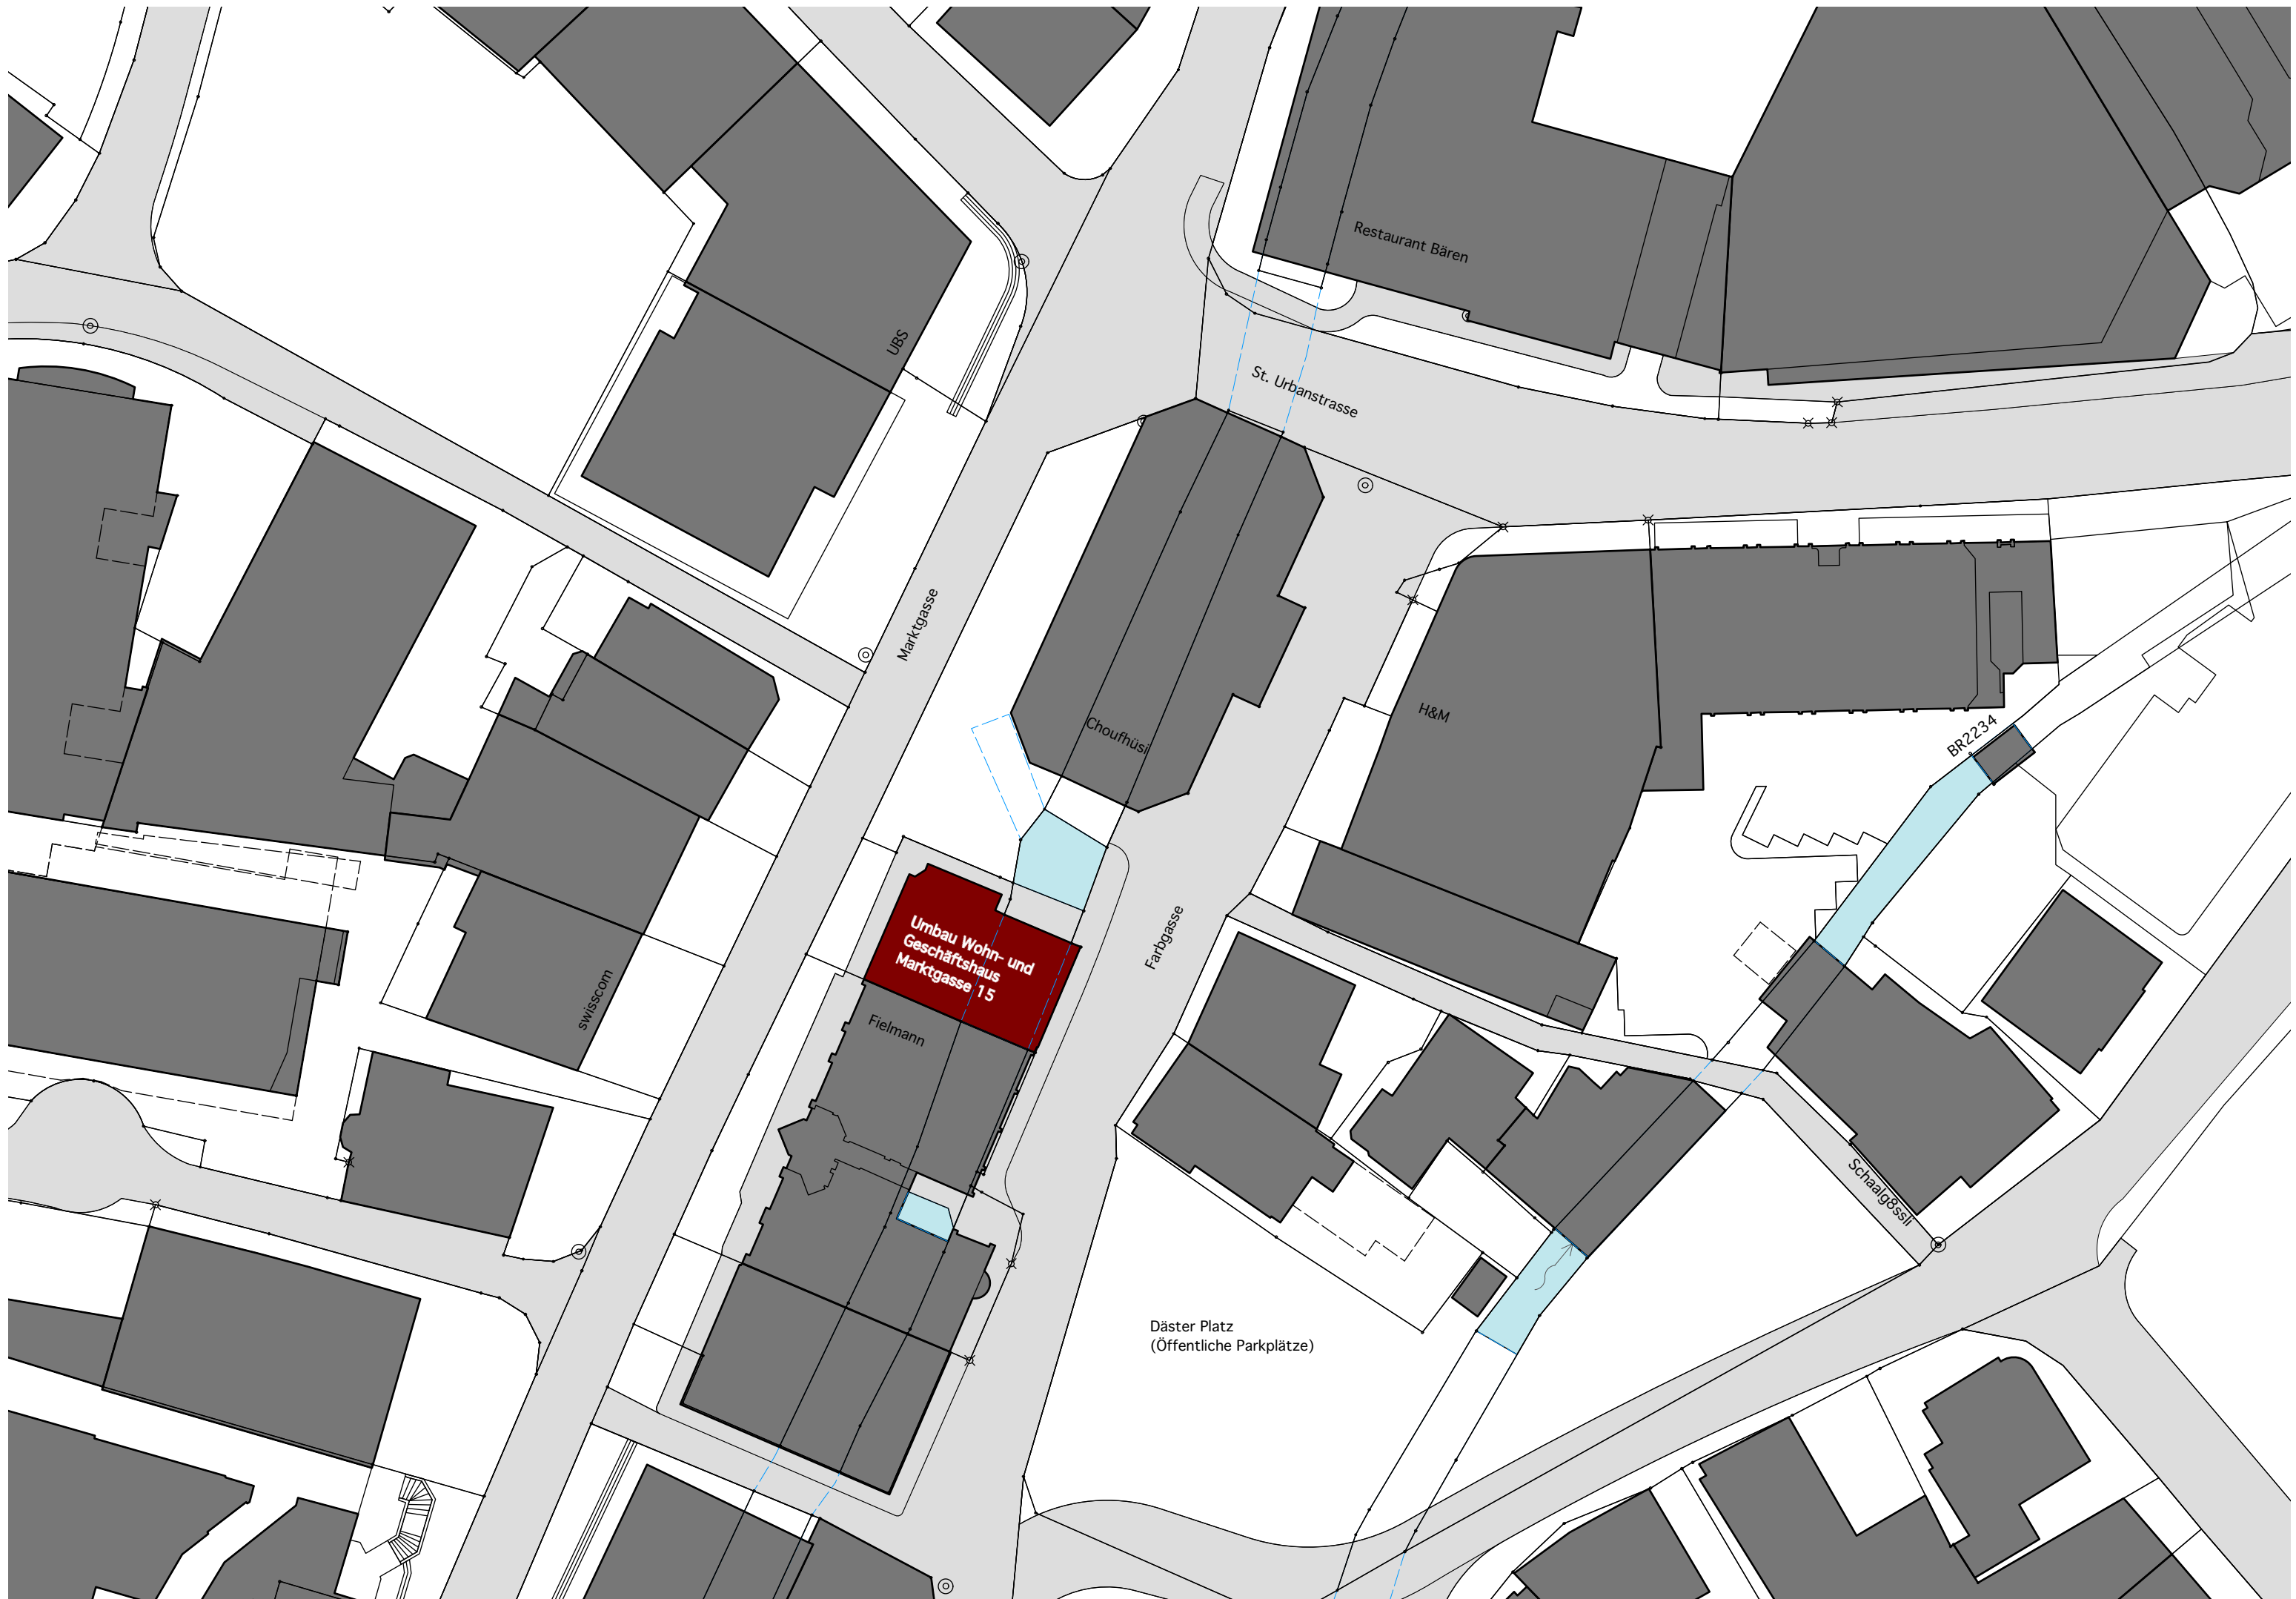 Restaurant Bären
UBS
St. Urbanstrasse
Marktgasse
Choufhüsi
H&M
BR2234
Umbau Wohn- und
Geschäftshaus
Marktgasse 15
Farbgasse
swisscom
Fielmann
Schaalg8ssli
Däster Platz
(Öffentliche Parkplätze)